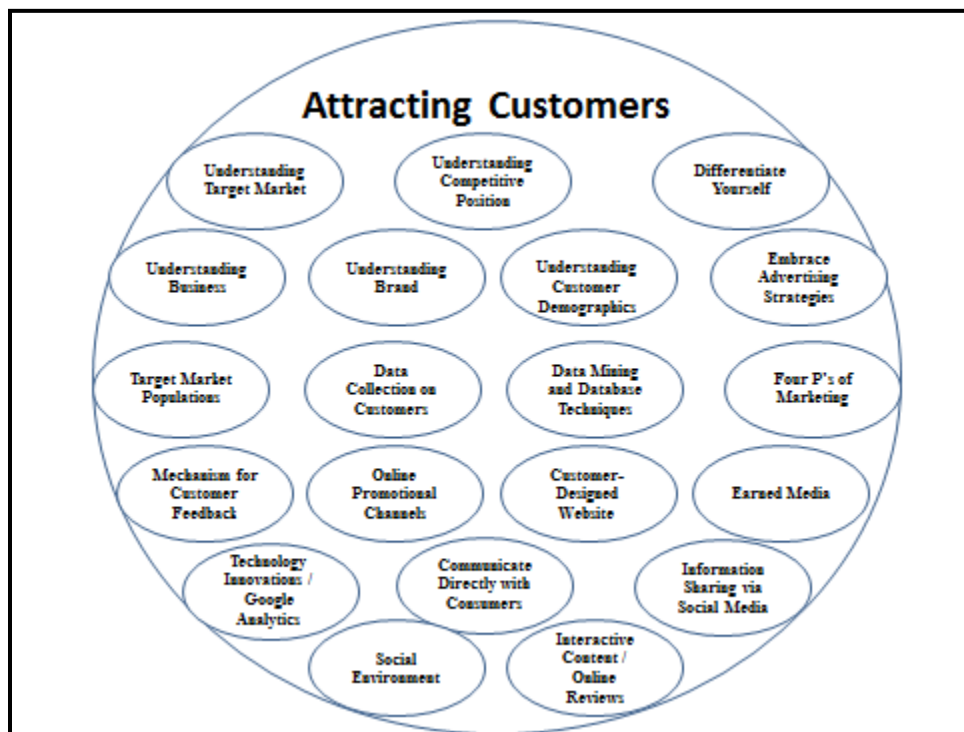 Attracting Customers
Understanding
Target Market
Understanding
Competitive
Position
Differentiate
Yourself
Understanding
Business
Understanding
Brand
Understanding
Customer
Demographics
Embrace
Advertising
Strategies
Target Market
Populations
Data
Collection on
Customers
Data Mining
and Database
Techniques
Four P's of
Marketing
Mechanism for
Customer
Feedback
Online
Promotional
Channels
Customer-
Designed
Website
Earned Media
Technology
Innovations /
Google
Analytics
Communicate
Directly with
Consumers
Information
Sharing via
Social Media
Social
Environment
Interactive
Content /
Online
Reviews